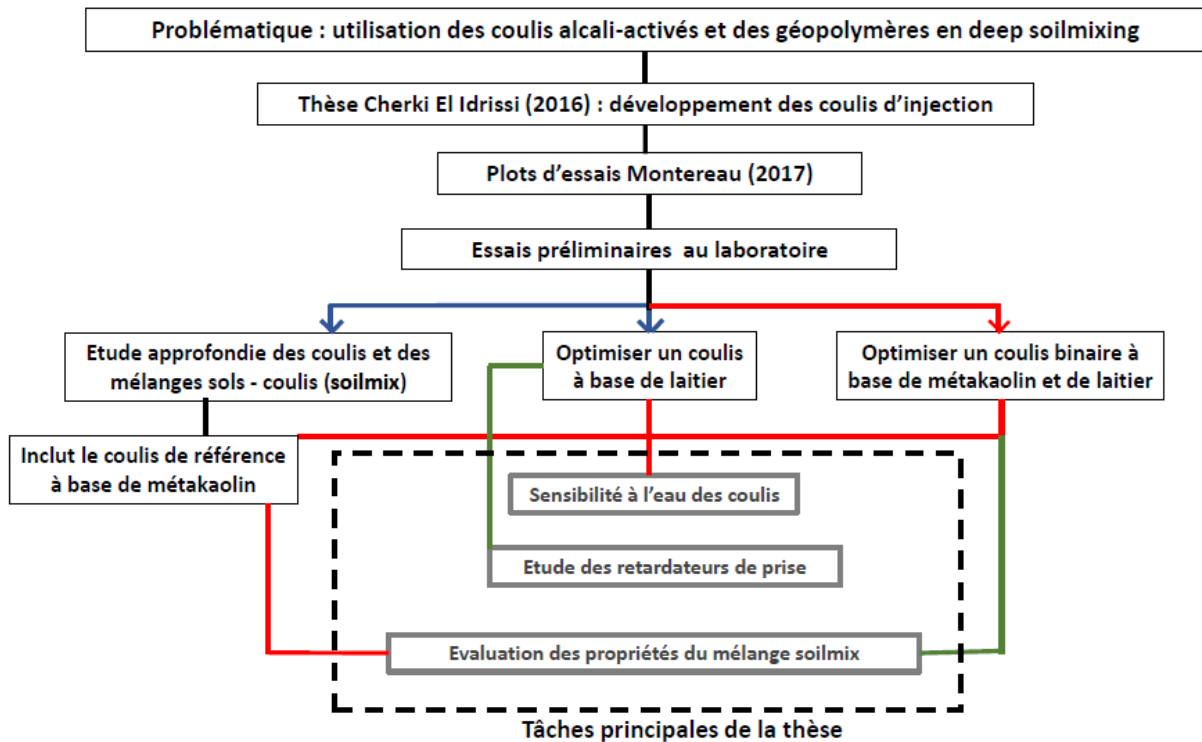 Problématique : utilisation des coulis alcali-activés et des géopolymères en deep soilmixing
Thèse Cherki El Idrissi (2016) : développement des coulis d'injection
Plots d'essais Montereau (2017)
Essais préliminaires au laboratoire
Etude approfondie des coulis et des
mélanges sols - coulis (soilmix)
Optimiser un coulis
à base de laitier
Optimiser un coulis binaire à
base de métakaolin et de laitier
Inclut le coulis de référence
à base de métakaolin
Sensibilité à l'eau des coulis
Etude des retardateurs de prise
Evaluation des propriétés du mélange soilmix
Tâches principales de la thèse